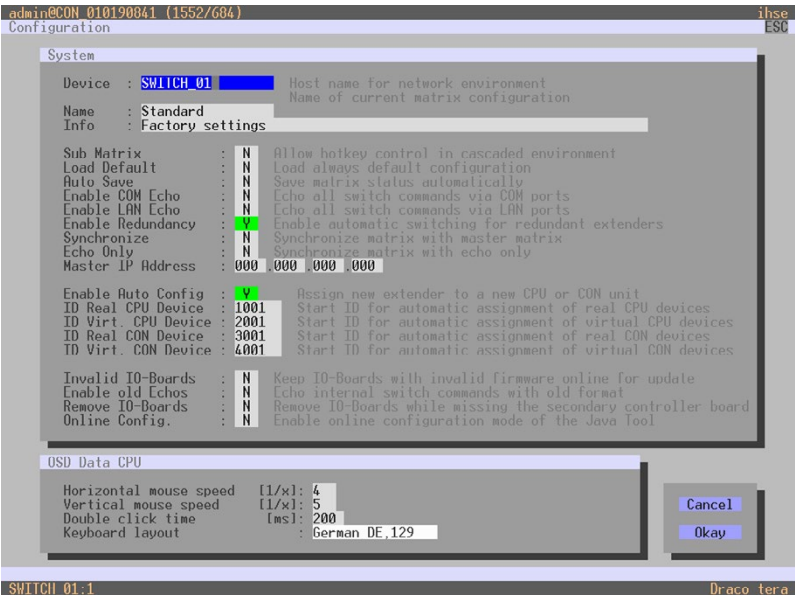 admin@CON_010190841 (1552/684) ihse
Configuration ESC
System
Device : SWITCH_01 Host name for network environment
Name of current matrix configuration
Name : Standard
Info : Factory settings
Sub Matrix : N Allow hotkey control in cascaded environment
Load Default : N Load always default configuration
Auto Save : N Save matrix status automatically
Enable COM Echo : N Echo all switch commands via COM ports
Enable LAN Echo : N Echo all switch commands via LAN ports
Enable Redundancy : Y Enable automatic switching for redundant extenders
Synchronize : N Synchronize matrix with master matrix
Echo Only : N Synchronize matrix with echo only
Master IP Address : 000 .000 .000 .000
Enable Auto Config : Y Assign new extender to a new CPU or CON unit
ID Real CPU Device : 1001 Start ID for automatic assignment of real CPU devices
ID Virt. CPU Device : 2001 Start ID for automatic assignment of virtual CPU devices
ID Real CON Device : 3001 Start ID for automatic assignment of real CON devices
ID Virt. CON Device : 4001 Start ID for automatic assignment of virtual CON devices
Invalid IO-Boards : N Keep IO-Boards with invalid firmware online for update
Enable old Echos : N Echo internal switch commands with old format
Remove IO-Boards : N Remove IO-Boards while missing the secondary controller board
Online Config. : N Enable online configuration mode of the Java Tool
OSD Data CPU
Horizontal mouse speed [1/x]: 4
Vertical mouse speed [1/x]: 5
Double click time [ms]: 200
Keyboard layout : German DE,129
Cancel
Okay
SWITCH_01:1 Draco tera